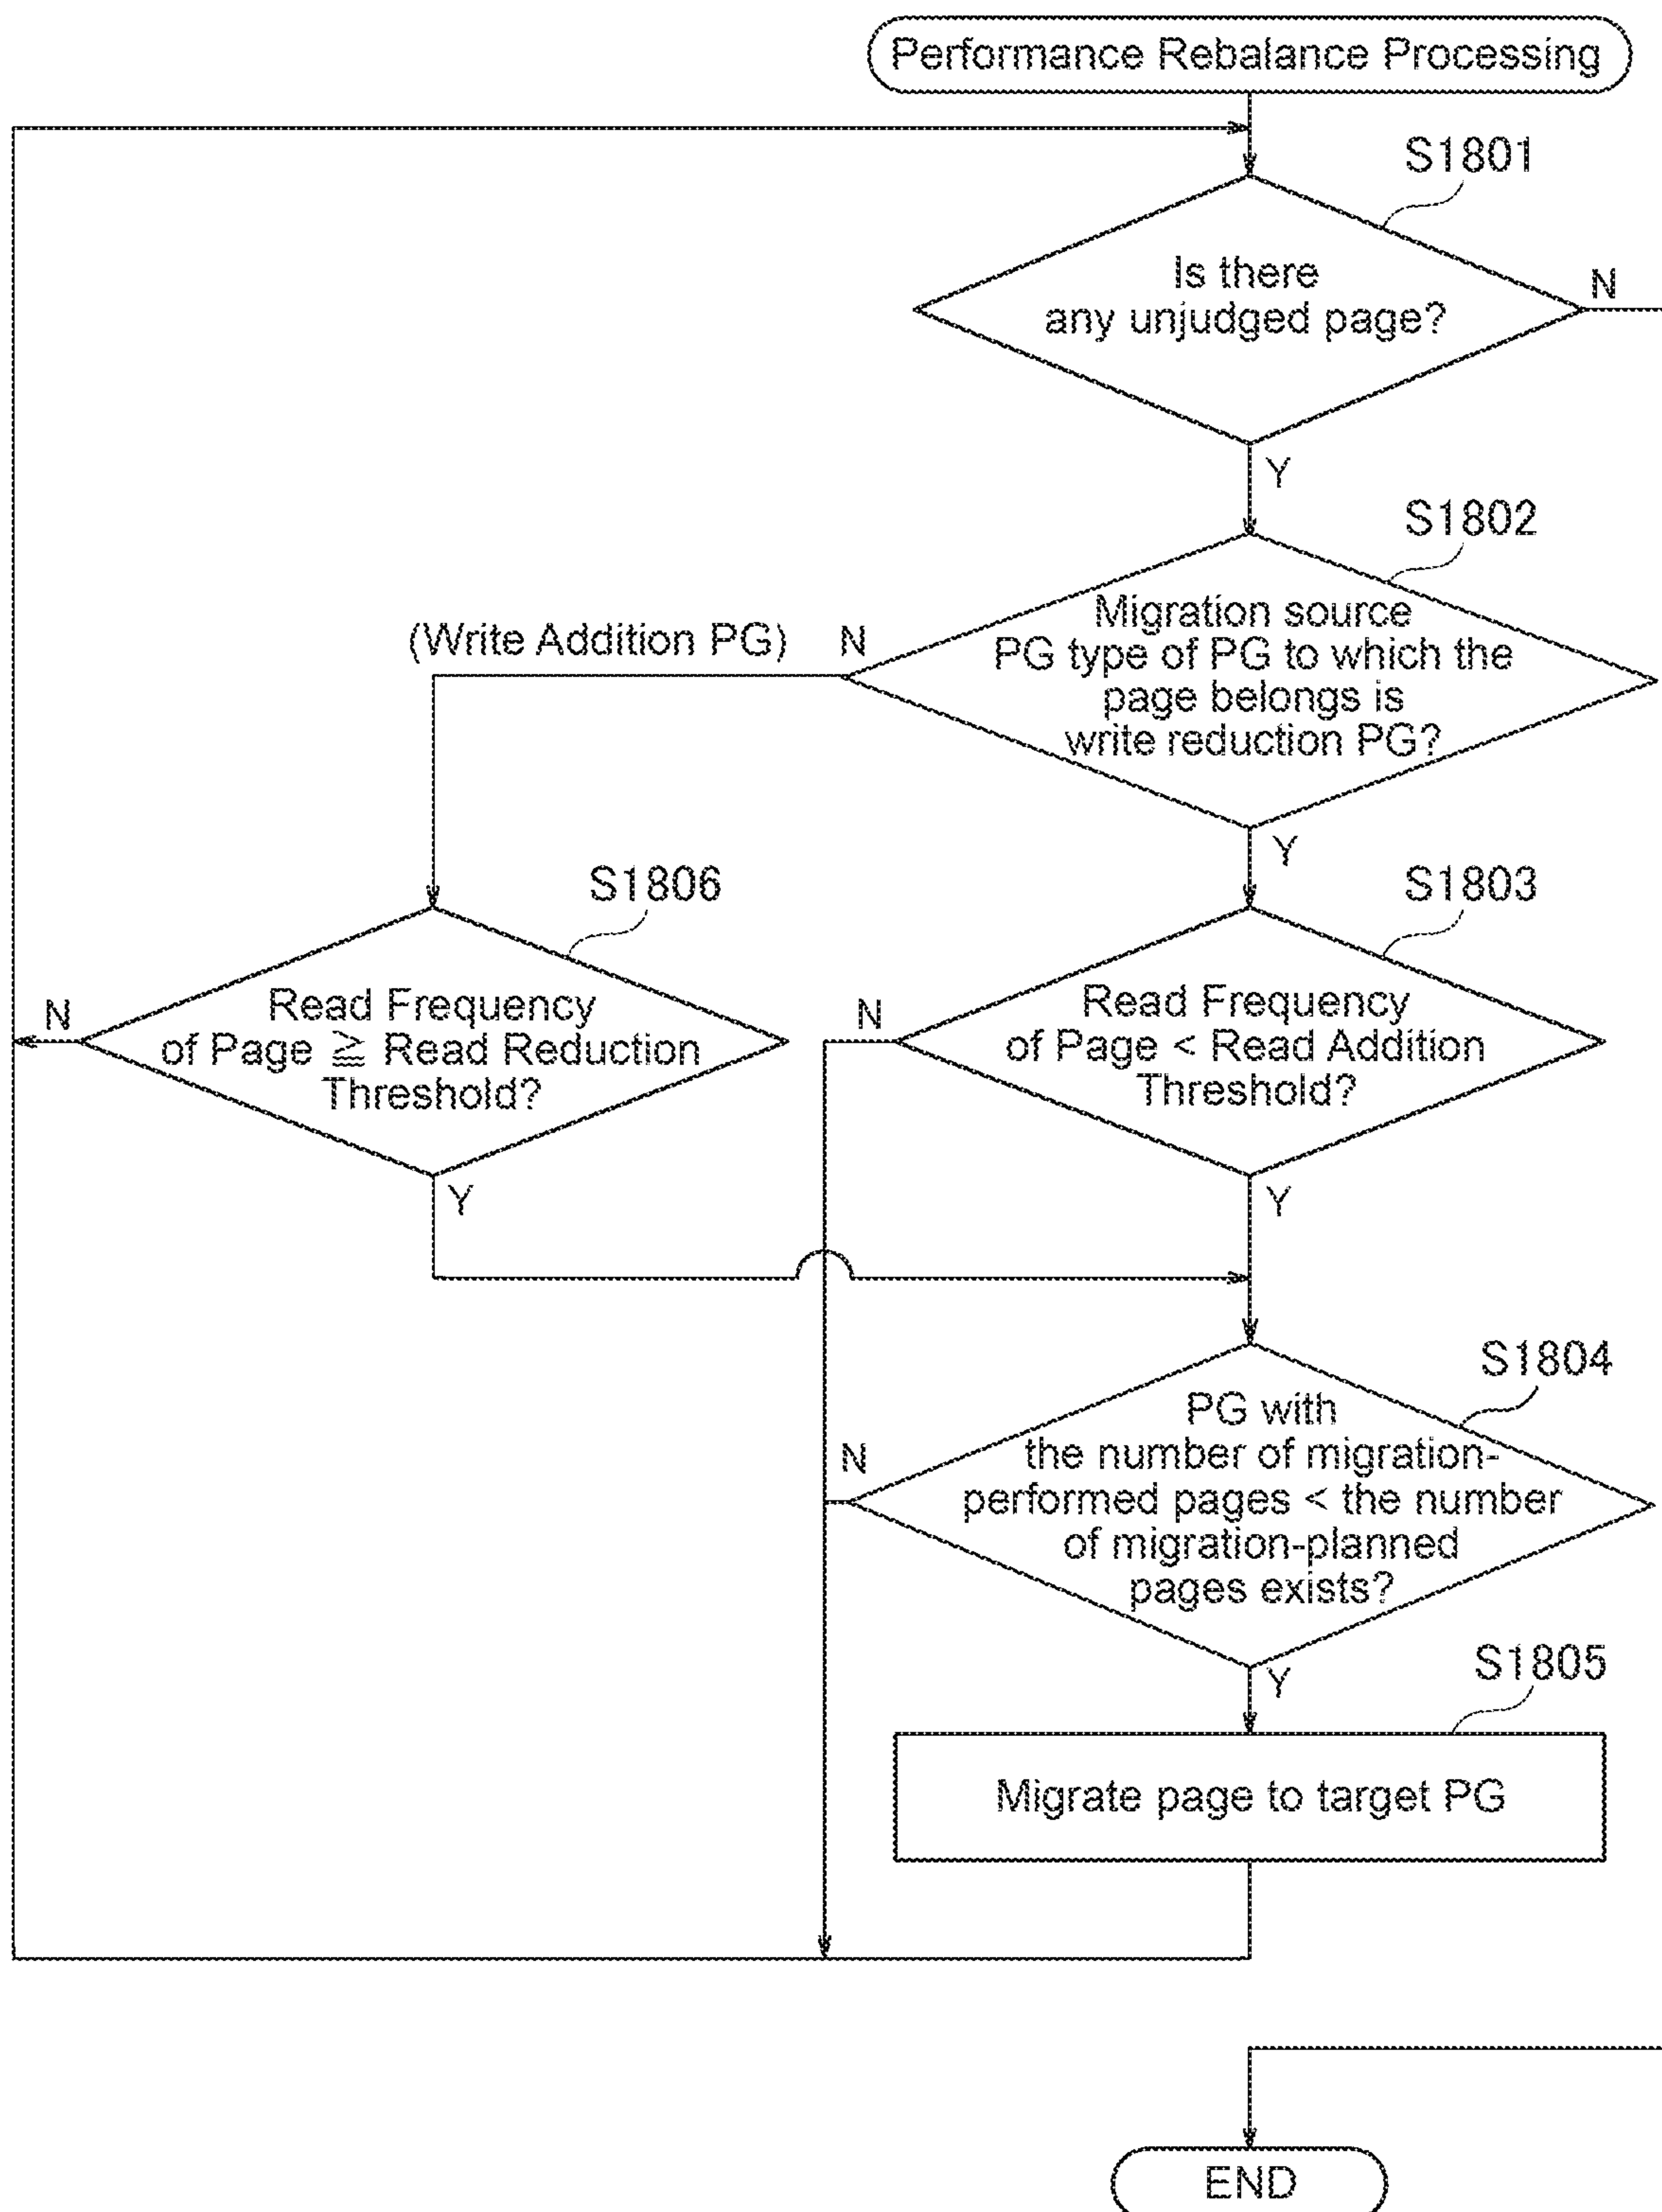 Performance Rebalance Processing
S1801
Is there
any unjudged page?
N
Y
S1802
Migration source
PG type of PG to which the
page belongs is
write reduction PG?
(Write Addition PG)
N
Y
S1806
Read Frequency
of Page ≧ Read Reduction
Threshold?
N
Y
S1803
Read Frequency
of Page < Read Addition
Threshold?
N
Y
S1804
PG with
the number of migration-
performed pages < the number
of migration-planned
pages exists?
N
Y
S1805
Migrate page to target PG
END